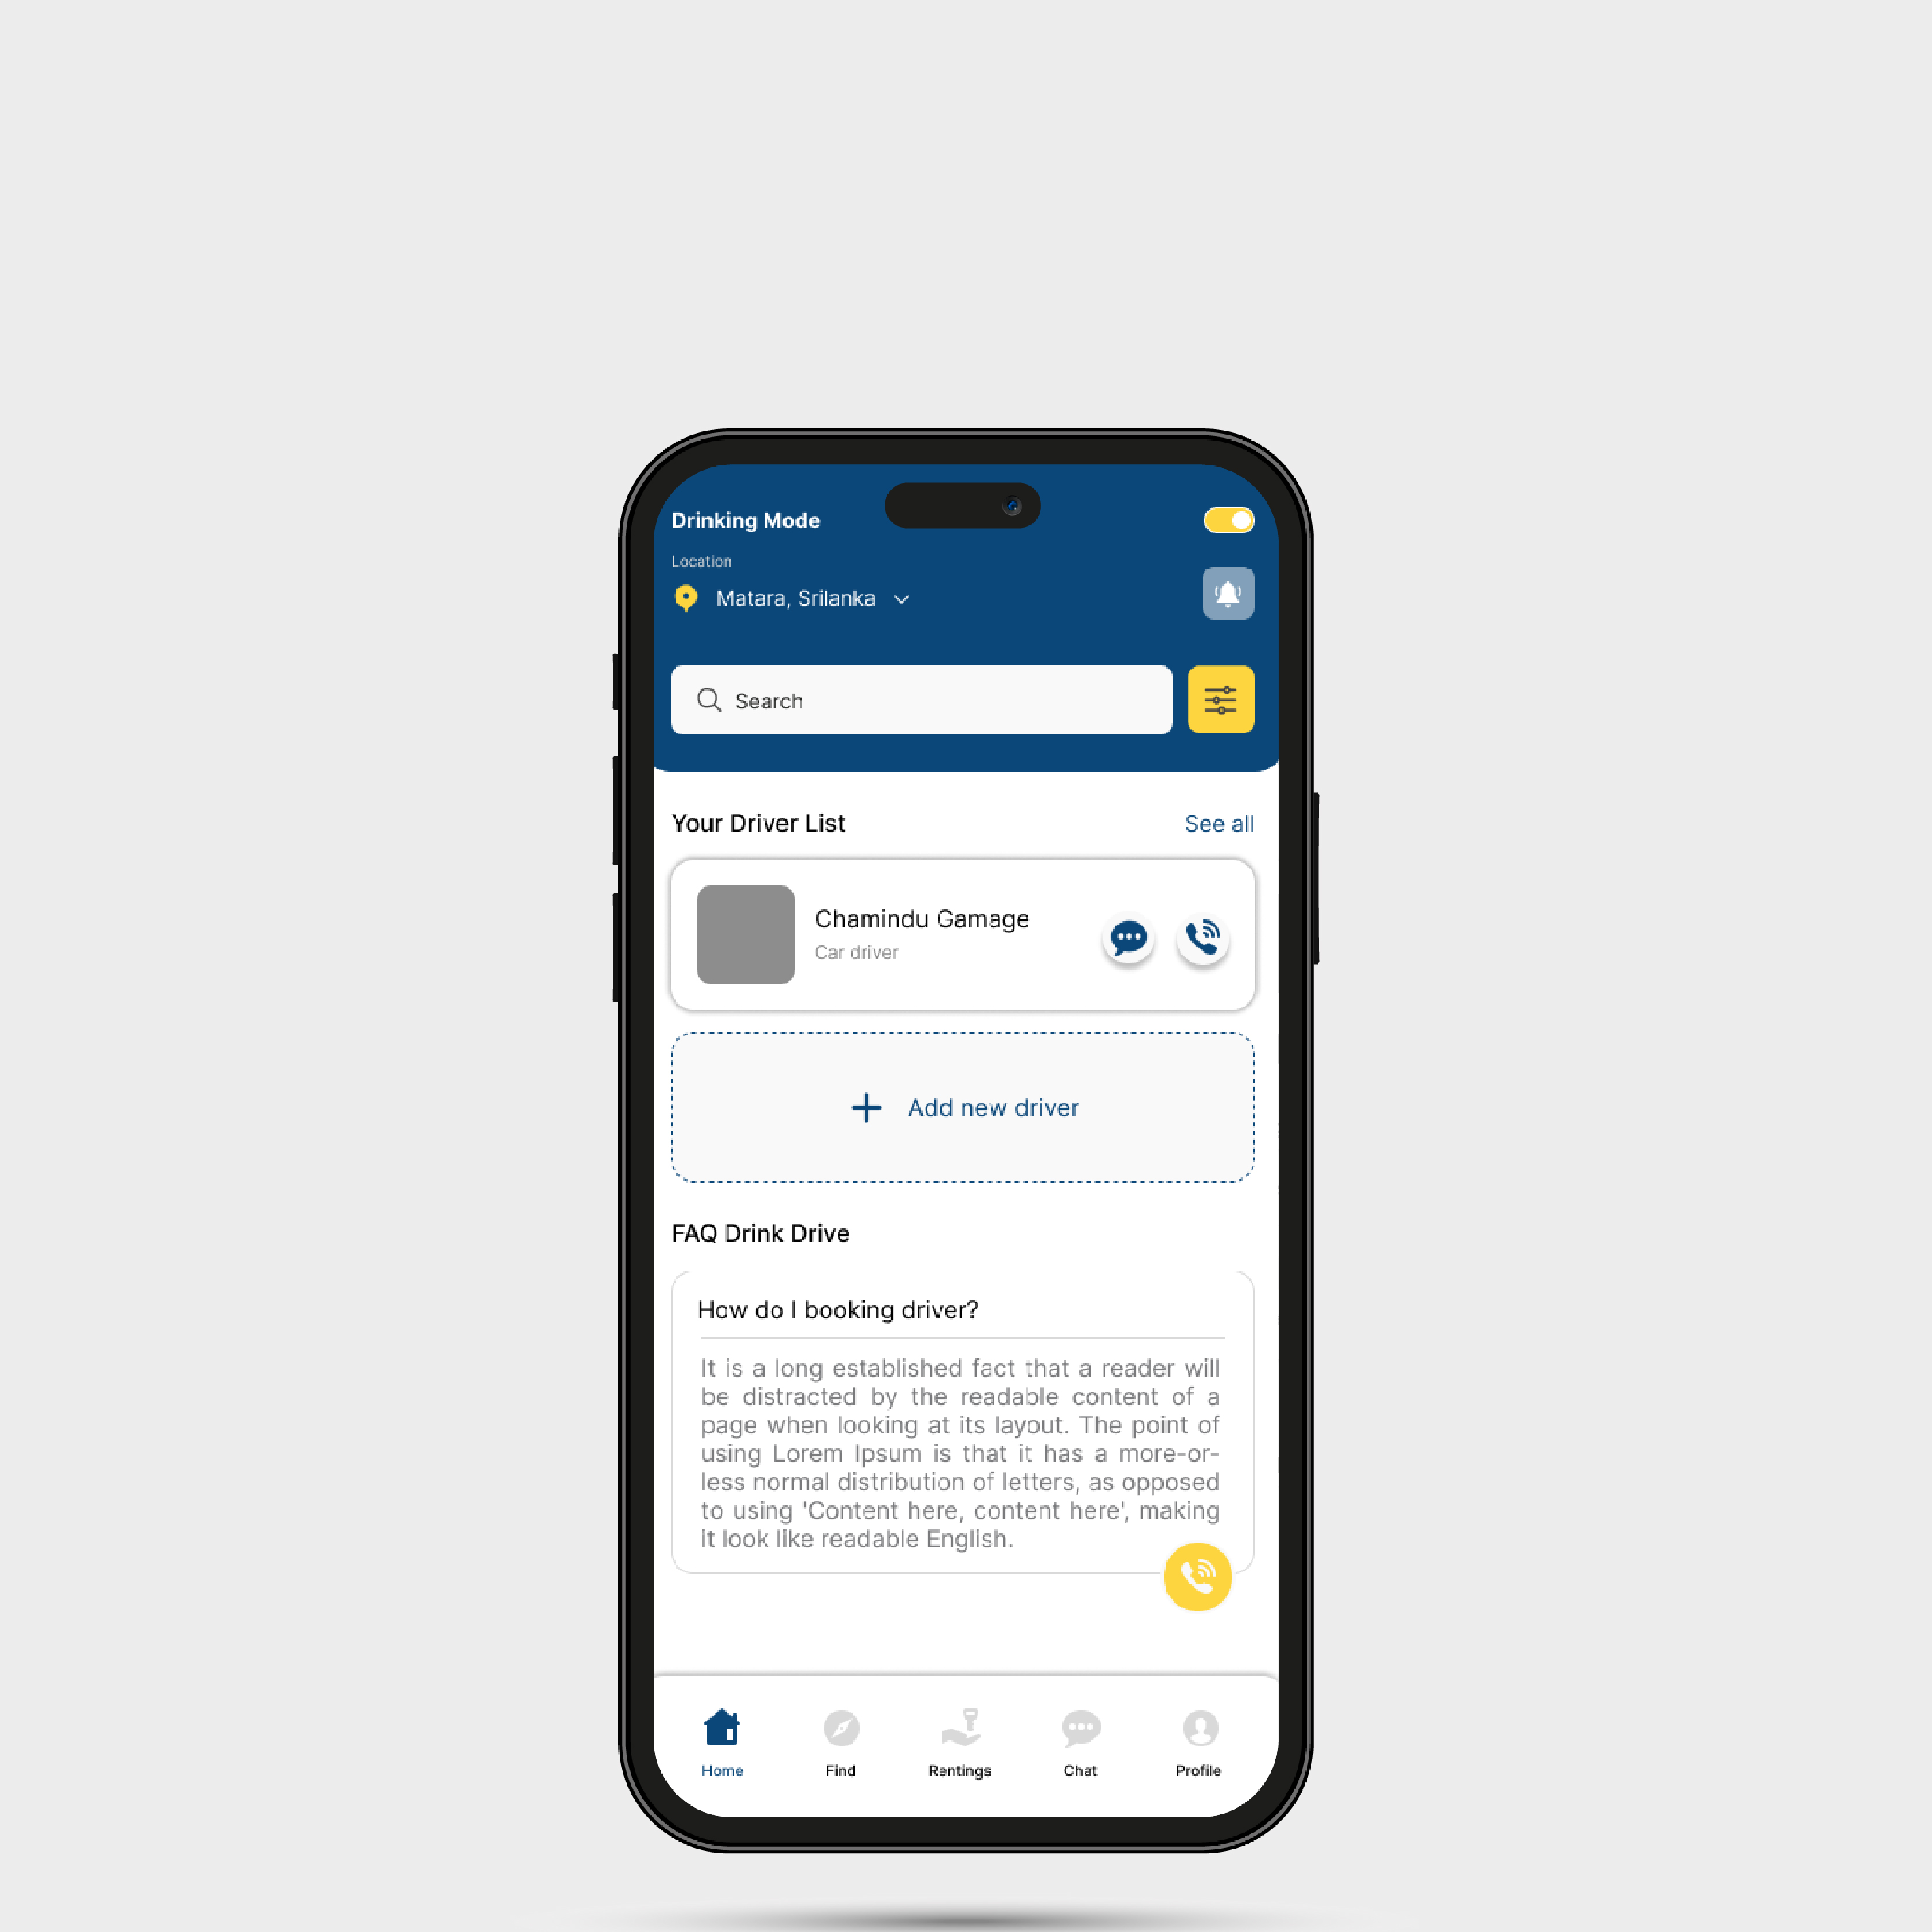 Drinking Mode
Location
Matara, Srilanka
Search
Your Driver List
See all
Chamindu Gamage
Car driver
Add new driver
FAQ Drink Drive
How do I booking driver?
It is a long established fact that a reader will
be distracted by the readable content of a
page when looking at its layout. The point of
using Lorem Ipsum is that it has a more-or-
less normal distribution of letters, as opposed
to using 'Content here, content here', making
it look like readable English.
Home
Find
Rentings
Chat
Profile